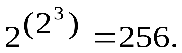 2^{(2^3)} = 256.